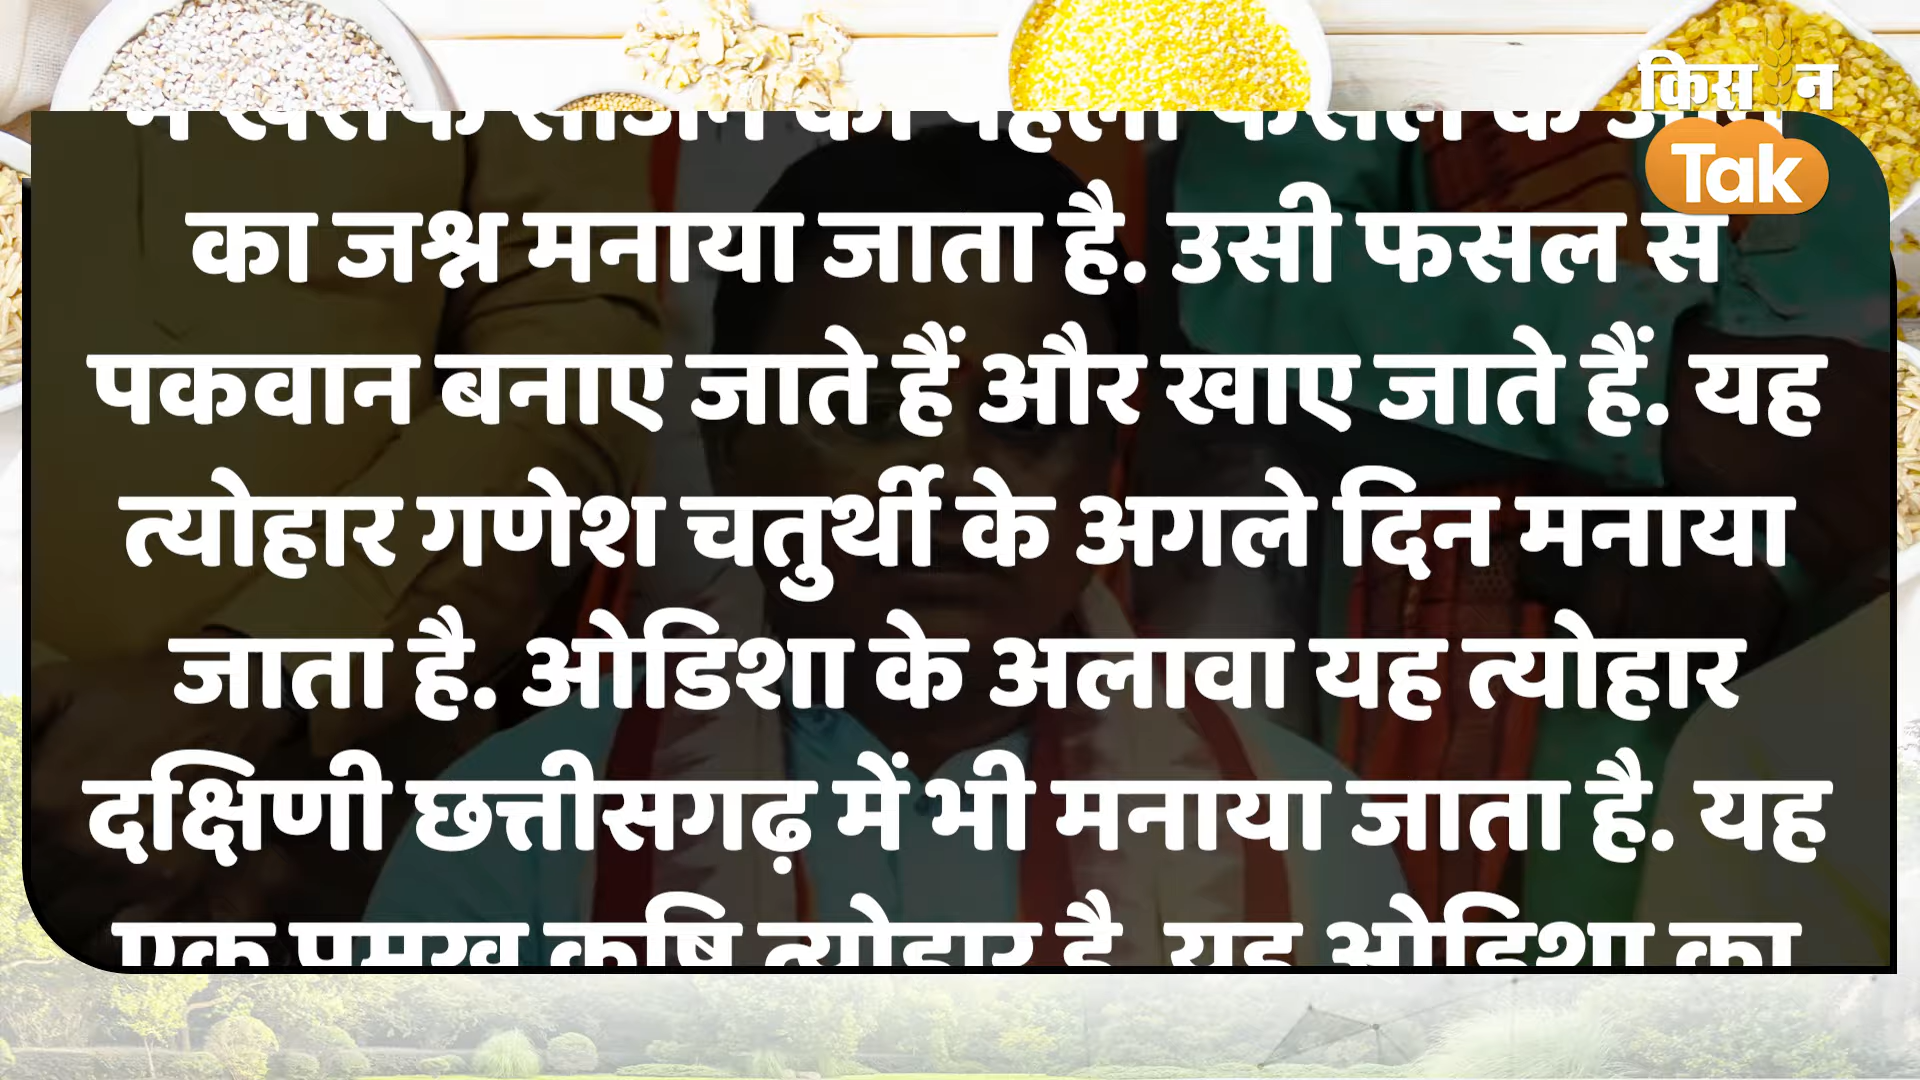 किसान
Tak
का जश्न मनाया जाता है. उसी फसल से
पकवान बनाए जाते हैं और खाए जाते हैं. यह
त्योहार गणेश चतुर्थी के अगले दिन मनाया
जाता है. ओडिशा के अलावा यह त्योहार
दक्षिणी छत्तीसगढ़ में भी मनाया जाता है. यह
एक प्रमुख कृषि त्योहार है. यह ओडिशा का